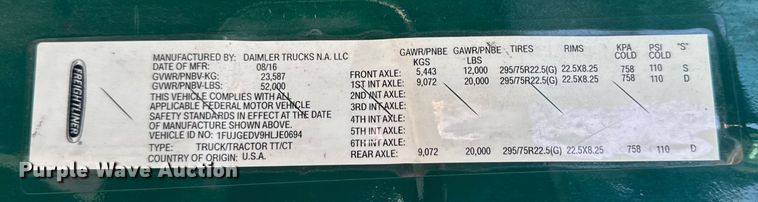 FREIGHTLINER
MANUFACTURED BY: DAIMLER TRUCKS N.A. LLC
DATE OF MFR: 08/16
GVWR/PNBV-KG: 23,587
GVWR/PNBV-LBS: 52,000
THIS VEHICLE COMPLIES WITH ALL
APPLICABLE FEDERAL MOTOR VEHICLE
SAFETY STANDARDS IN EFFECT AT THE DATE
OF MANUFACTURE SHOWN ABOVE.
VEHICLE ID NO.: 1FUJGEDV9HLJE0694
TYPE: TRUCK/TRACTOR TT/CT
COUNTRY OF ORIGIN: U.S.A.
GAWR/PNBE KGS GAWR/PNBE LBS TIRES RIMS KPA COLD PSI COLD "S"
FRONT AXLE: 5,443 12,000 295/75R22.5(G) 22.5X8.25 758 110 S
1ST INT AXLE: 9,072 20,000 295/75R22.5(G) 22.5X8.25 758 110 D
2ND INT AXLE:
3RD INT AXLE:
4TH INT AXLE:
5TH INT AXLE:
6TH INT AXLE:
REAR AXLE: 9,072 20,000 295/75R22.5(G) 22.5X8.25 758 110 D
Purple Wave Auction